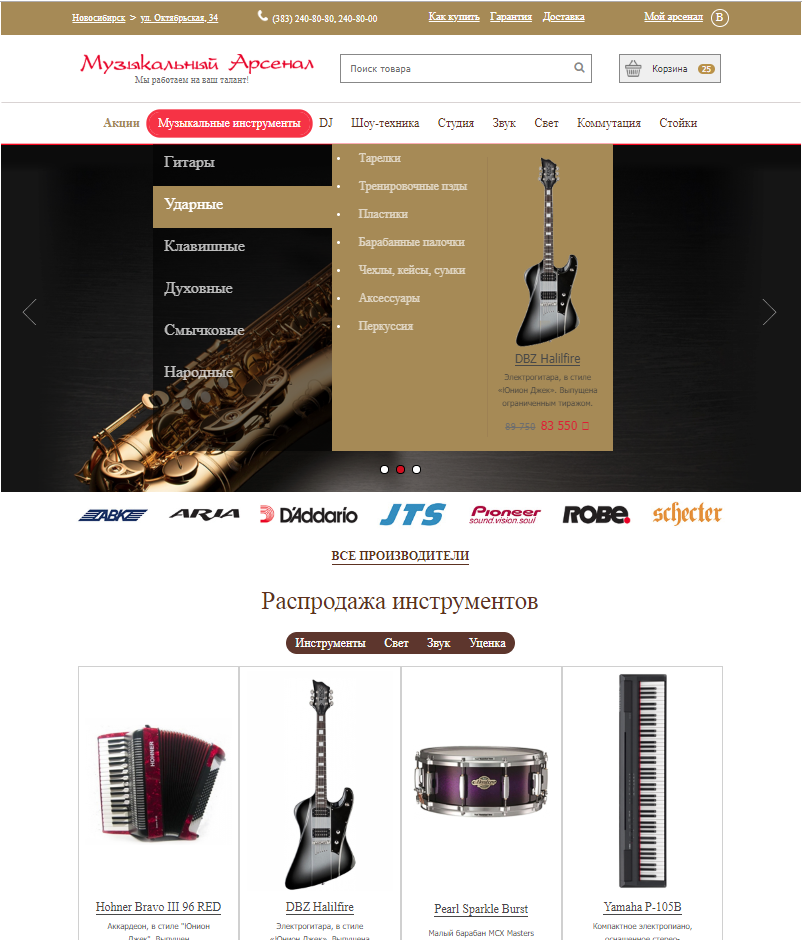 Новосибирск > ул. Октябрьская, 34
(383) 240-80-80, 240-80-00
Как купить Гарантия Доставка
Мой арсенал В
Музыкальный Арсенал
Мы работаем на ваш талант!
Поиск товара
Корзина 25
Акции Музыкальные инструменты DJ Шоу-техника Студия Звук Свет Коммутация Стойки
Гитары
Ударные
Клавишные
Духовные
Смычковые
Народные
• Тарелки
• Тренировочные пэды
• Пластики
• Барабанные палочки
• Чехлы, кейсы, сумки
• Аксессуары
• Перкуссия
DBZ Halilfire
Электрогитара, в стиле
«Юнион Джек». Выпущена
ограниченным тиражом.
89 750 83 550
ABK ARIA D'Addario JTS Pioneer ROBE schecter
sound.vision.soul
ВСЕ ПРОИЗВОДИТЕЛИ
Распродажа инструментов
Инструменты Свет Звук Уценка
HOHNER
Hohner Bravo III 96 RED
Аккардеон, в стиле "Юнион
Джек". Выпущен
DBZ Halilfire
Электрогитара, в стиле
«Юнион Джек». Выпущена
Pearl Sparkle Burst
Малый барабан MCX Masters
Yamaha P-105B
Компактное электропиано,
оснащенное стерео-